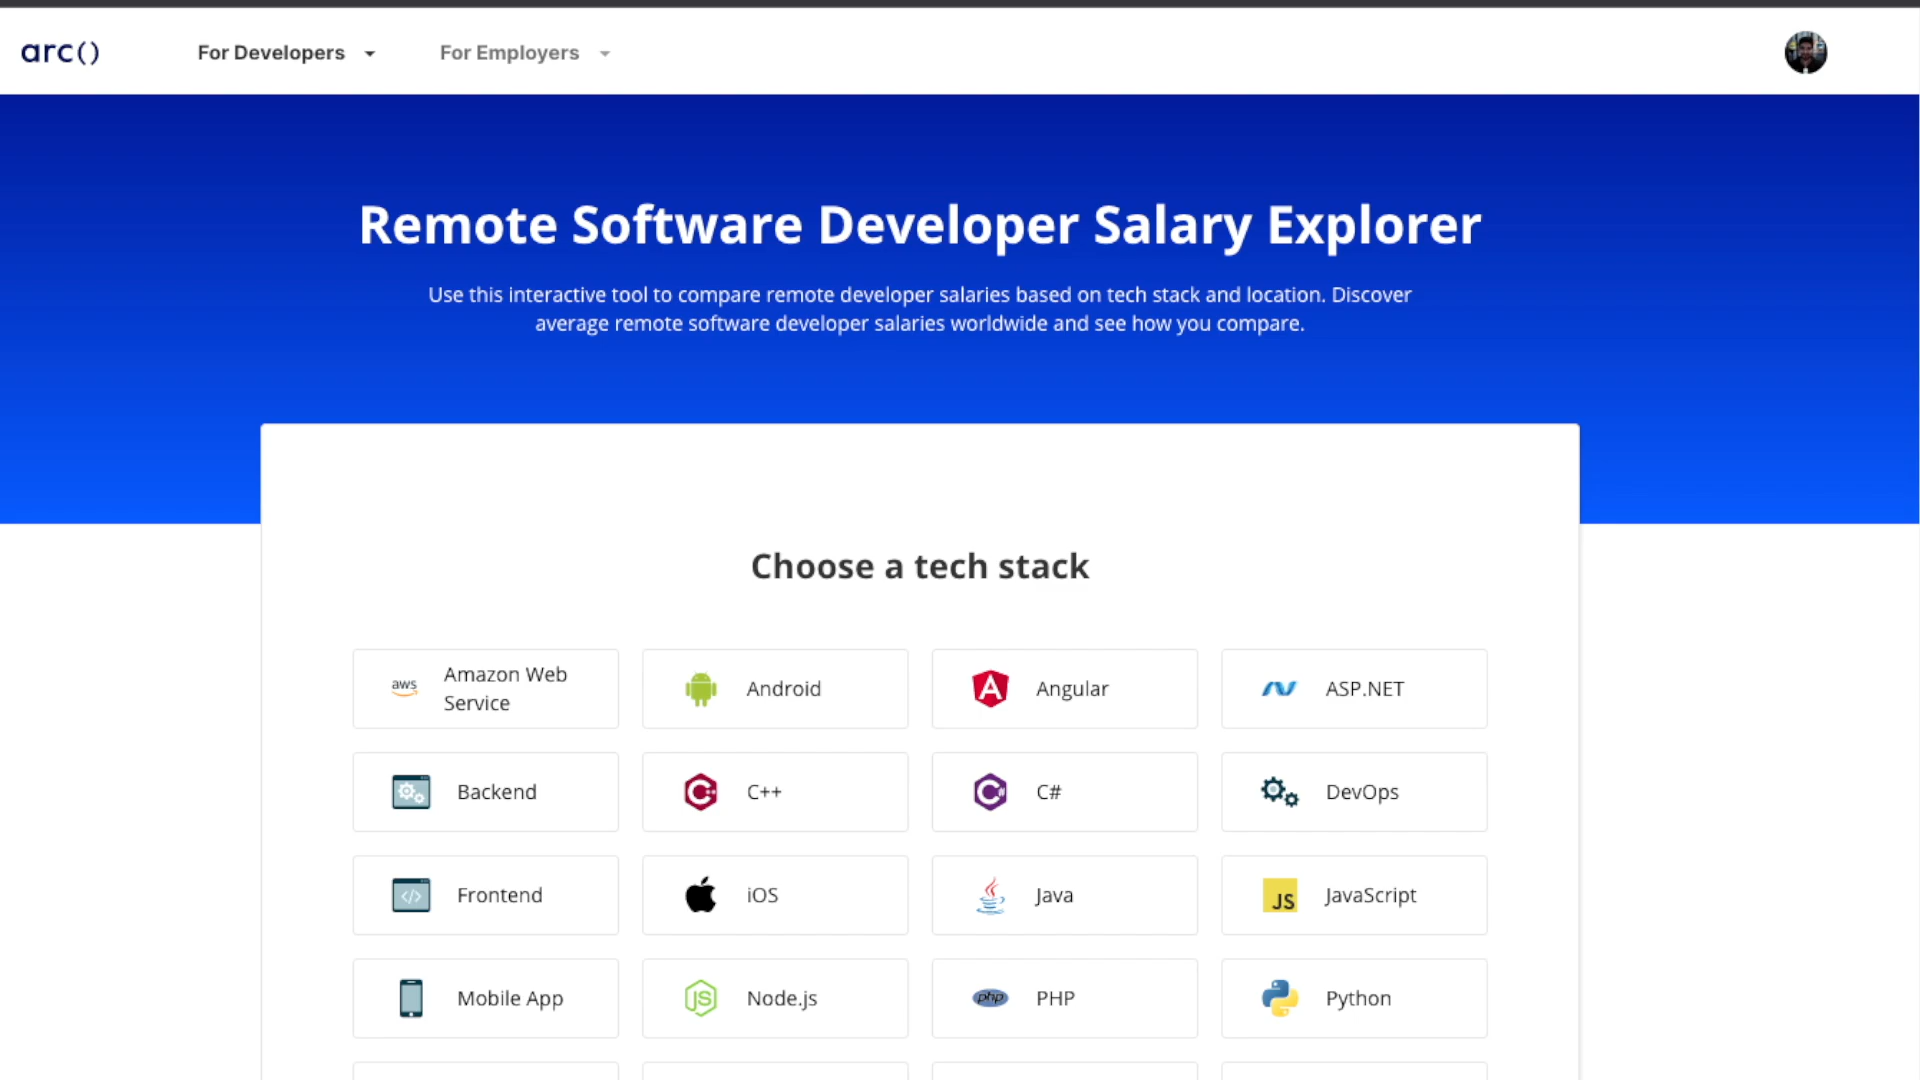 arc()
For Developers
For Employers
Remote Software Developer Salary Explorer
Use this interactive tool to compare remote developer salaries based on tech stack and location. Discover
average remote software developer salaries worldwide and see how you compare.
Choose a tech stack
aws
Amazon Web
Service
Android
A
Angular
ASP.NET
Backend
C++
C#
DevOps
Frontend
iOS
Java
JS
JavaScript
Mobile App
JS
Node.js
php
PHP
Python